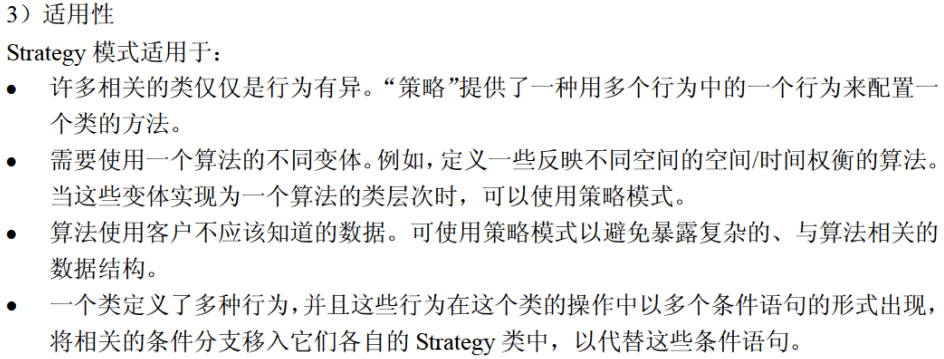 3）适用性
Strategy 模式适用于：
● 许多相关的类仅仅是行为有异。“策略”提供了一种用多个行为中的一个行为来配置一
个类的方法。
● 需要使用一个算法的不同变体。例如，定义一些反映不同空间的空间/时间权衡的算法。
当这些变体实现为一个算法的类层次时，可以使用策略模式。
● 算法使用客户不应该知道的数据。可使用策略模式以避免暴露复杂的、与算法相关的
数据结构。
● 一个类定义了多种行为，并且这些行为在这个类的操作中以多个条件语句的形式出现，
将相关的条件分支移入它们各自的 Strategy 类中，以代替这些条件语句。